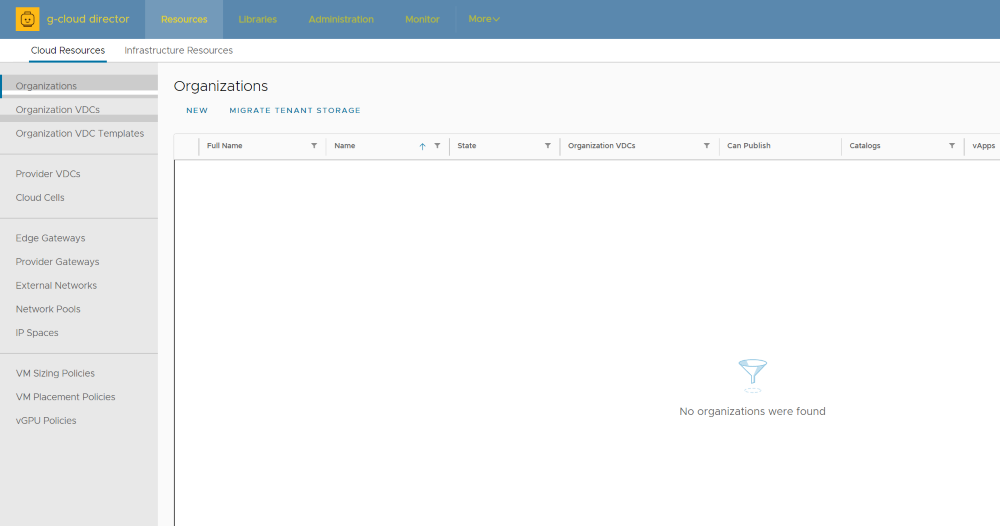 g-cloud director Resources Libraries Administration Monitor More
Cloud Resources Infrastructure Resources
Organizations
Organization VDCs
Organization VDC Templates
Provider VDCs
Cloud Cells
Edge Gateways
Provider Gateways
External Networks
Network Pools
IP Spaces
VM Sizing Policies
VM Placement Policies
vGPU Policies
Organizations
NEW MIGRATE TENANT STORAGE
Full Name Name State Organization VDCs Can Publish Catalogs vApps
No organizations were found